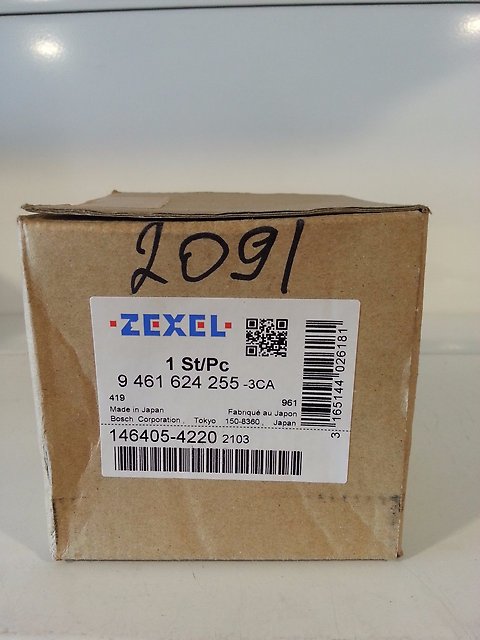 2091
ZEXEL
1 St/Pc
9 461 624 255 -3CA
419 961
Made in Japan Fabriqué au Japon
Bosch Corporation, Tokyo 150-8360, Japan
146405-4220 2103
3 165144 026181